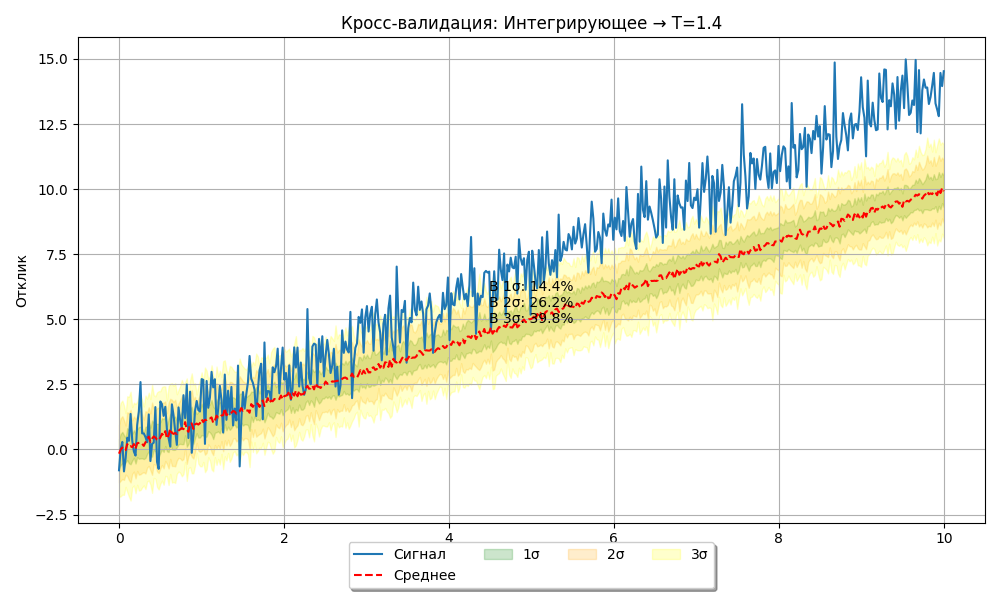 Кросс-валидация: Интегрирующее → T=1.4
Отклик
15.0
12.5
10.0
7.5
5.0
2.5
0.0
−2.5
В 1σ: 14.4%
В 2σ: 26.2%
В 3σ: 39.8%
0 2 4 6 8 10
Сигнал 1σ 2σ 3σ
Среднее